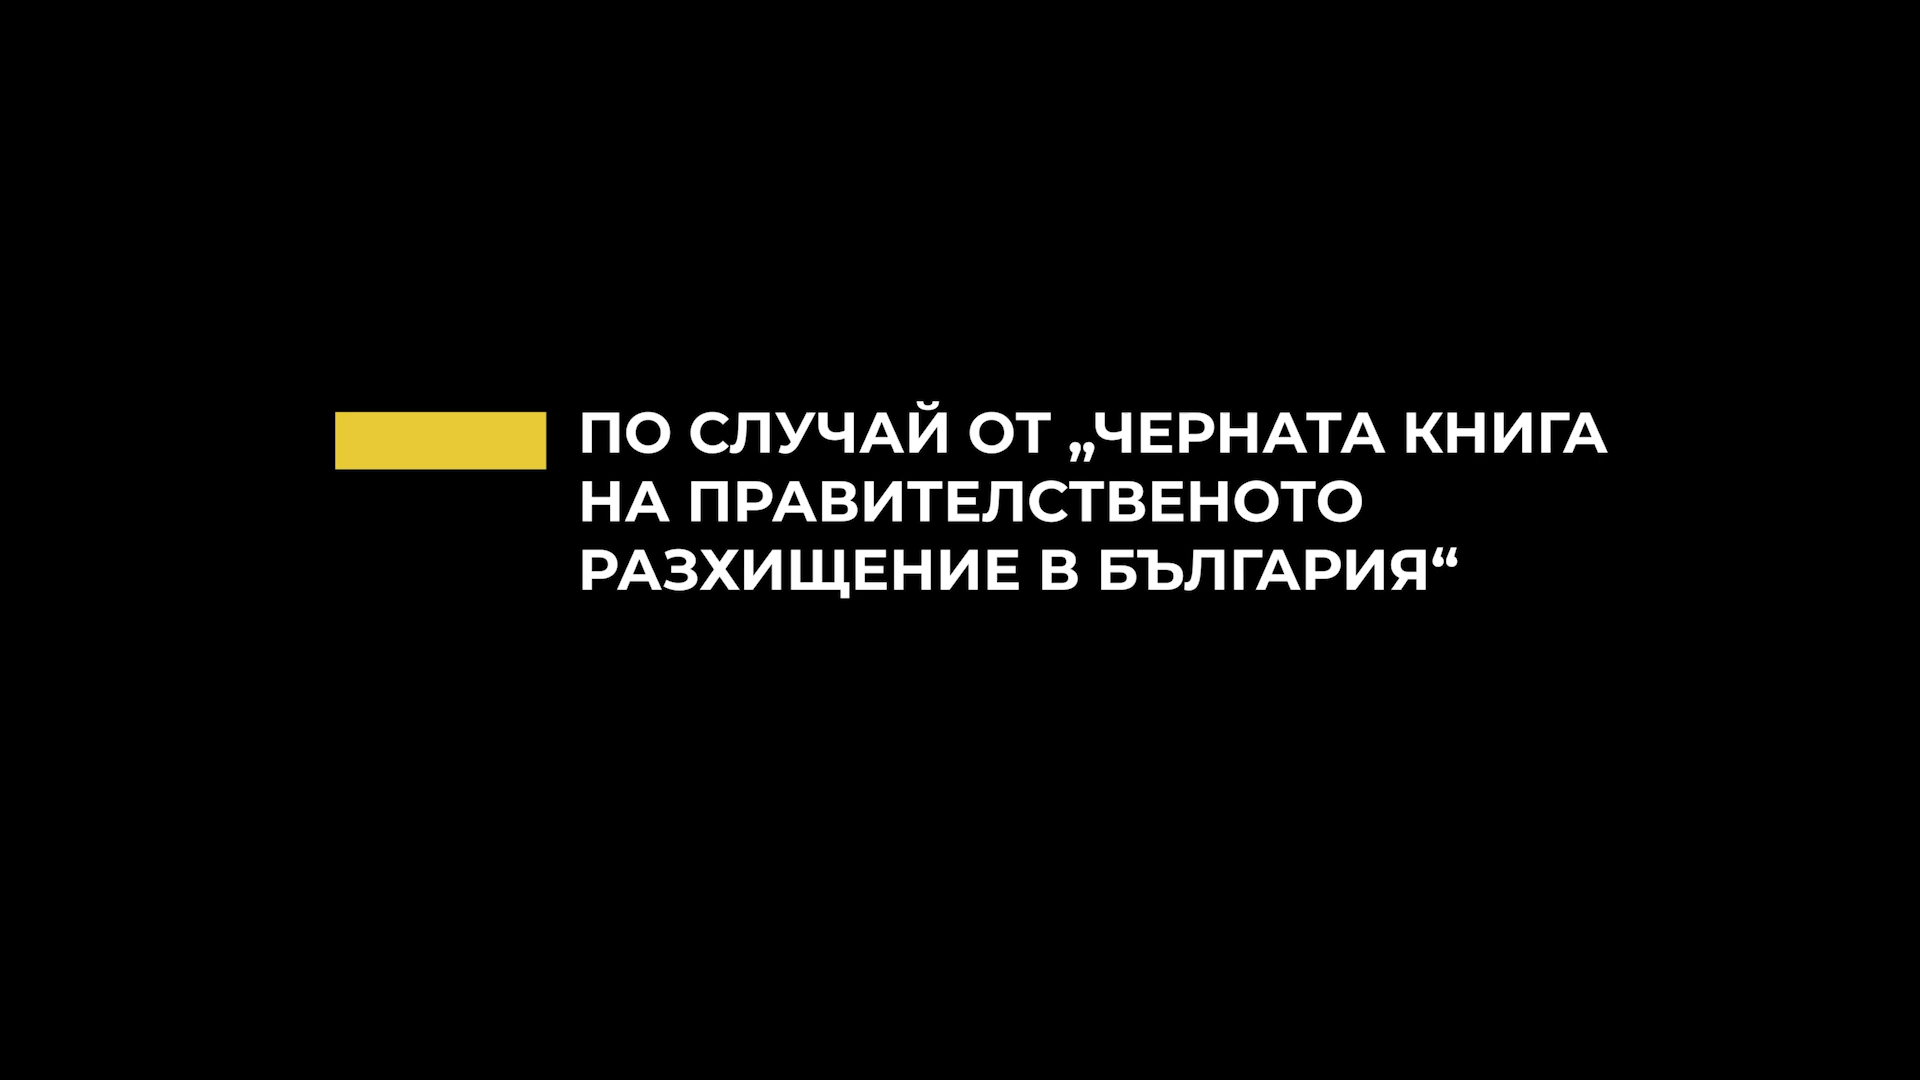 ПО СЛУЧАЙ ОТ „ЧЕРНАТА КНИГА
НА ПРАВИТЕЛСТВЕНОТО
РАЗХИЩЕНИЕ В БЪЛГАРИЯ“